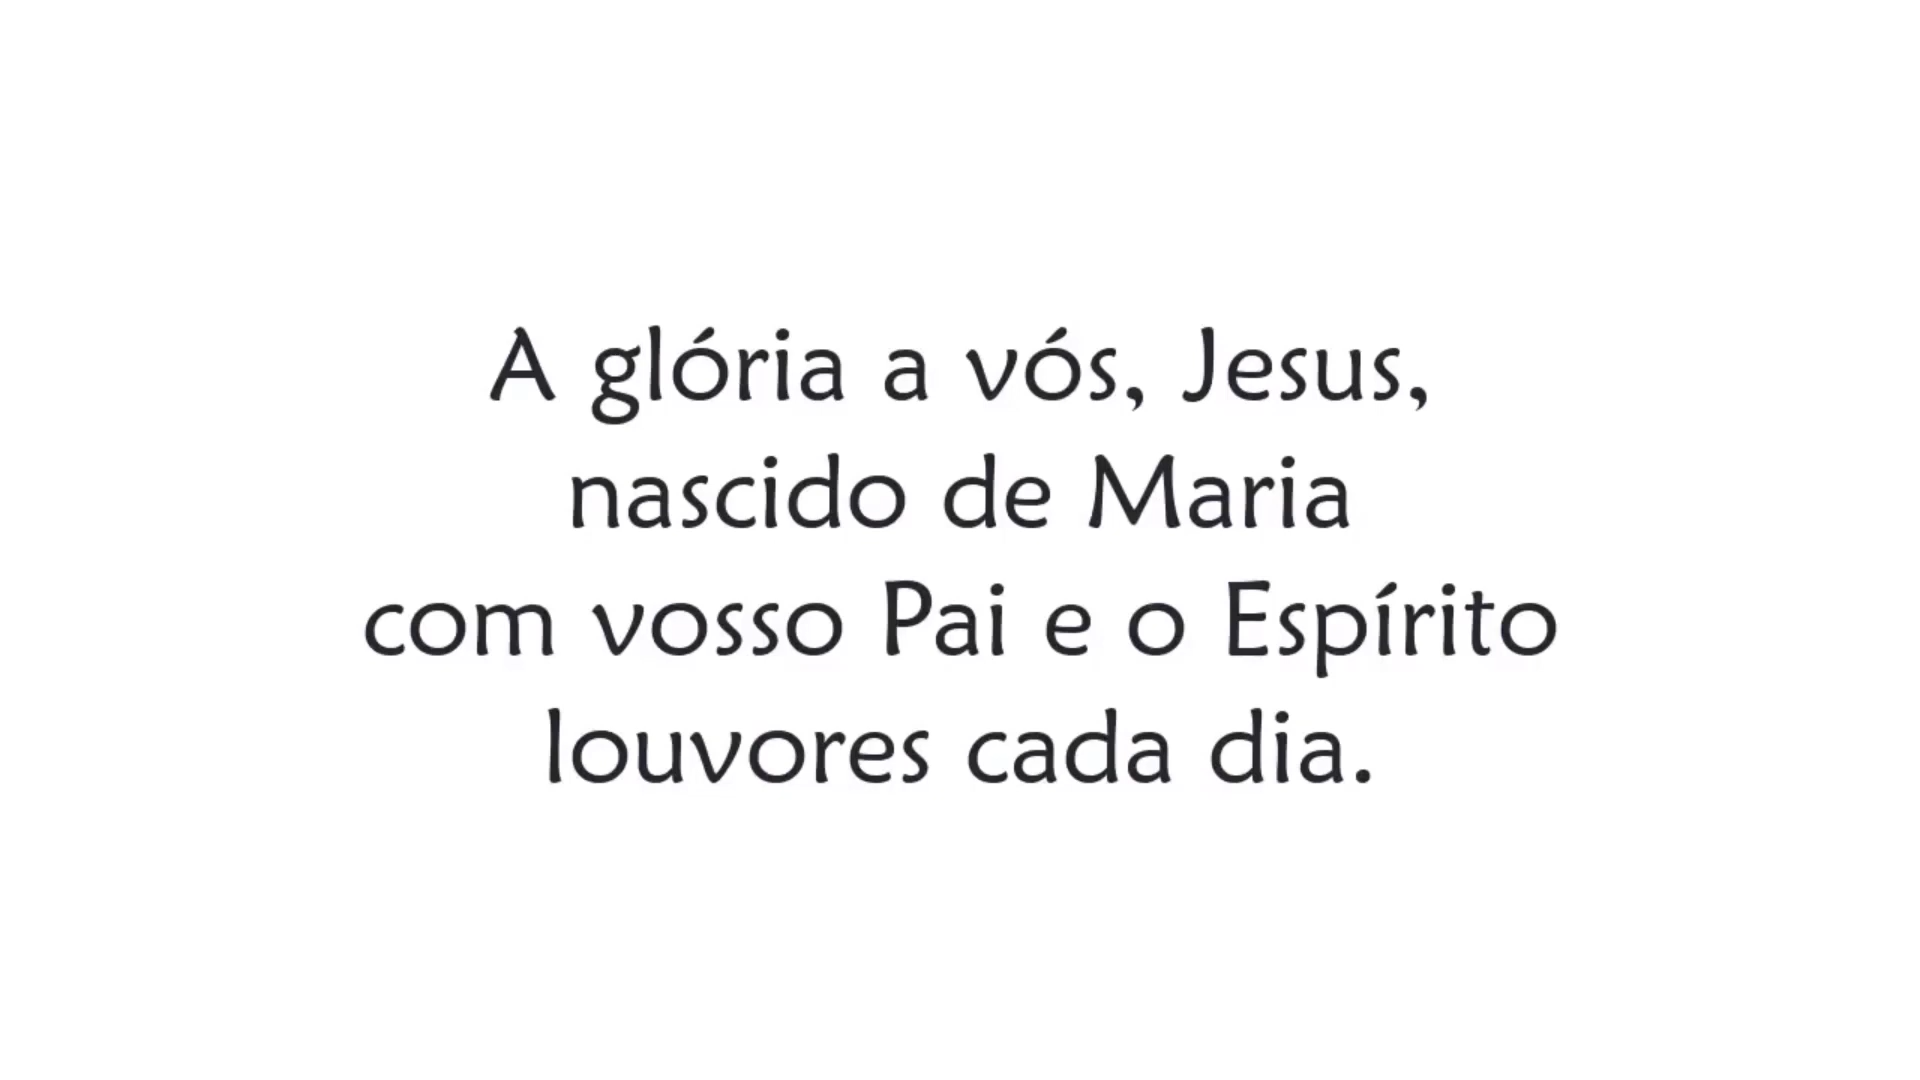 A glória a vós, Jesus,
nascido de Maria
com vosso Pai e o Espírito
louvores cada dia.